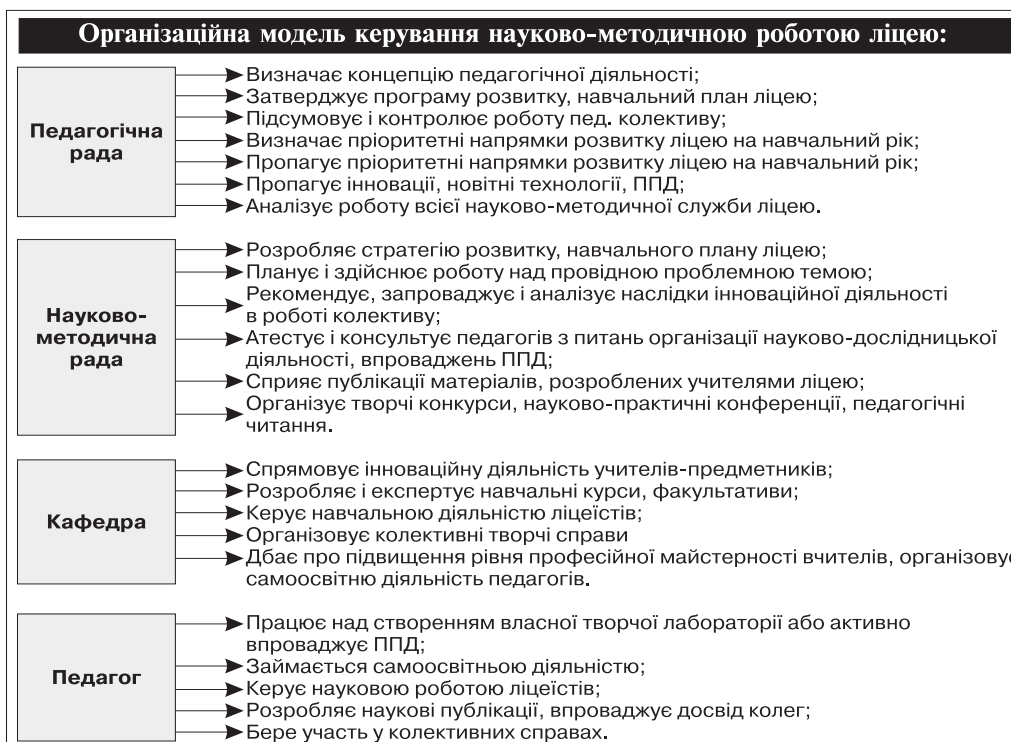 Організаційна модель керування науково-методичною роботою ліцею:
Педагогічна
рада
Визначає концепцію педагогічної діяльності;
Затверджує програму розвитку, навчальний план ліцею;
Підсумовує і контролює роботу пед. колективу;
Визначає пріоритетні напрямки розвитку ліцею на навчальний рік;
Пропагує пріоритетні напрямки розвитку ліцею на навчальний рік;
Пропагує інновації, новітні технології, ППД;
Аналізує роботу всієї науково-методичної служби ліцею.
Науково-
методична
рада
Розробляє стратегію розвитку, навчального плану ліцею;
Планує і здійснює роботу над провідною проблемною темою;
Рекомендує, запроваджує і аналізує наслідки інноваційної діяльності
в роботі колективу;
Атестує і консультує педагогів з питань організації науково-дослідницької
діяльності, впроваджень ППД;
Сприяє публікації матеріалів, розроблених учителями ліцею;
Організує творчі конкурси, науково-практичні конференції, педагогічні
читання.
Кафедра
Спрямовує інноваційну діяльність учителів-предметників;
Розробляє і експертує навчальні курси, факультативи;
Керує навчальною діяльністю ліцеїстів;
Організовує колективні творчі справи
Дбає про підвищення рівня професійної майстерності вчителів, організовує
самоосвітню діяльність педагогів.
Педагог
Працює над створенням власної творчої лабораторії або активно
впроваджує ППД;
Займається самоосвітньою діяльністю;
Керує науковою роботою ліцеїстів;
Розробляє наукові публікації, впроваджує досвід колег;
Бере участь у колективних справах.